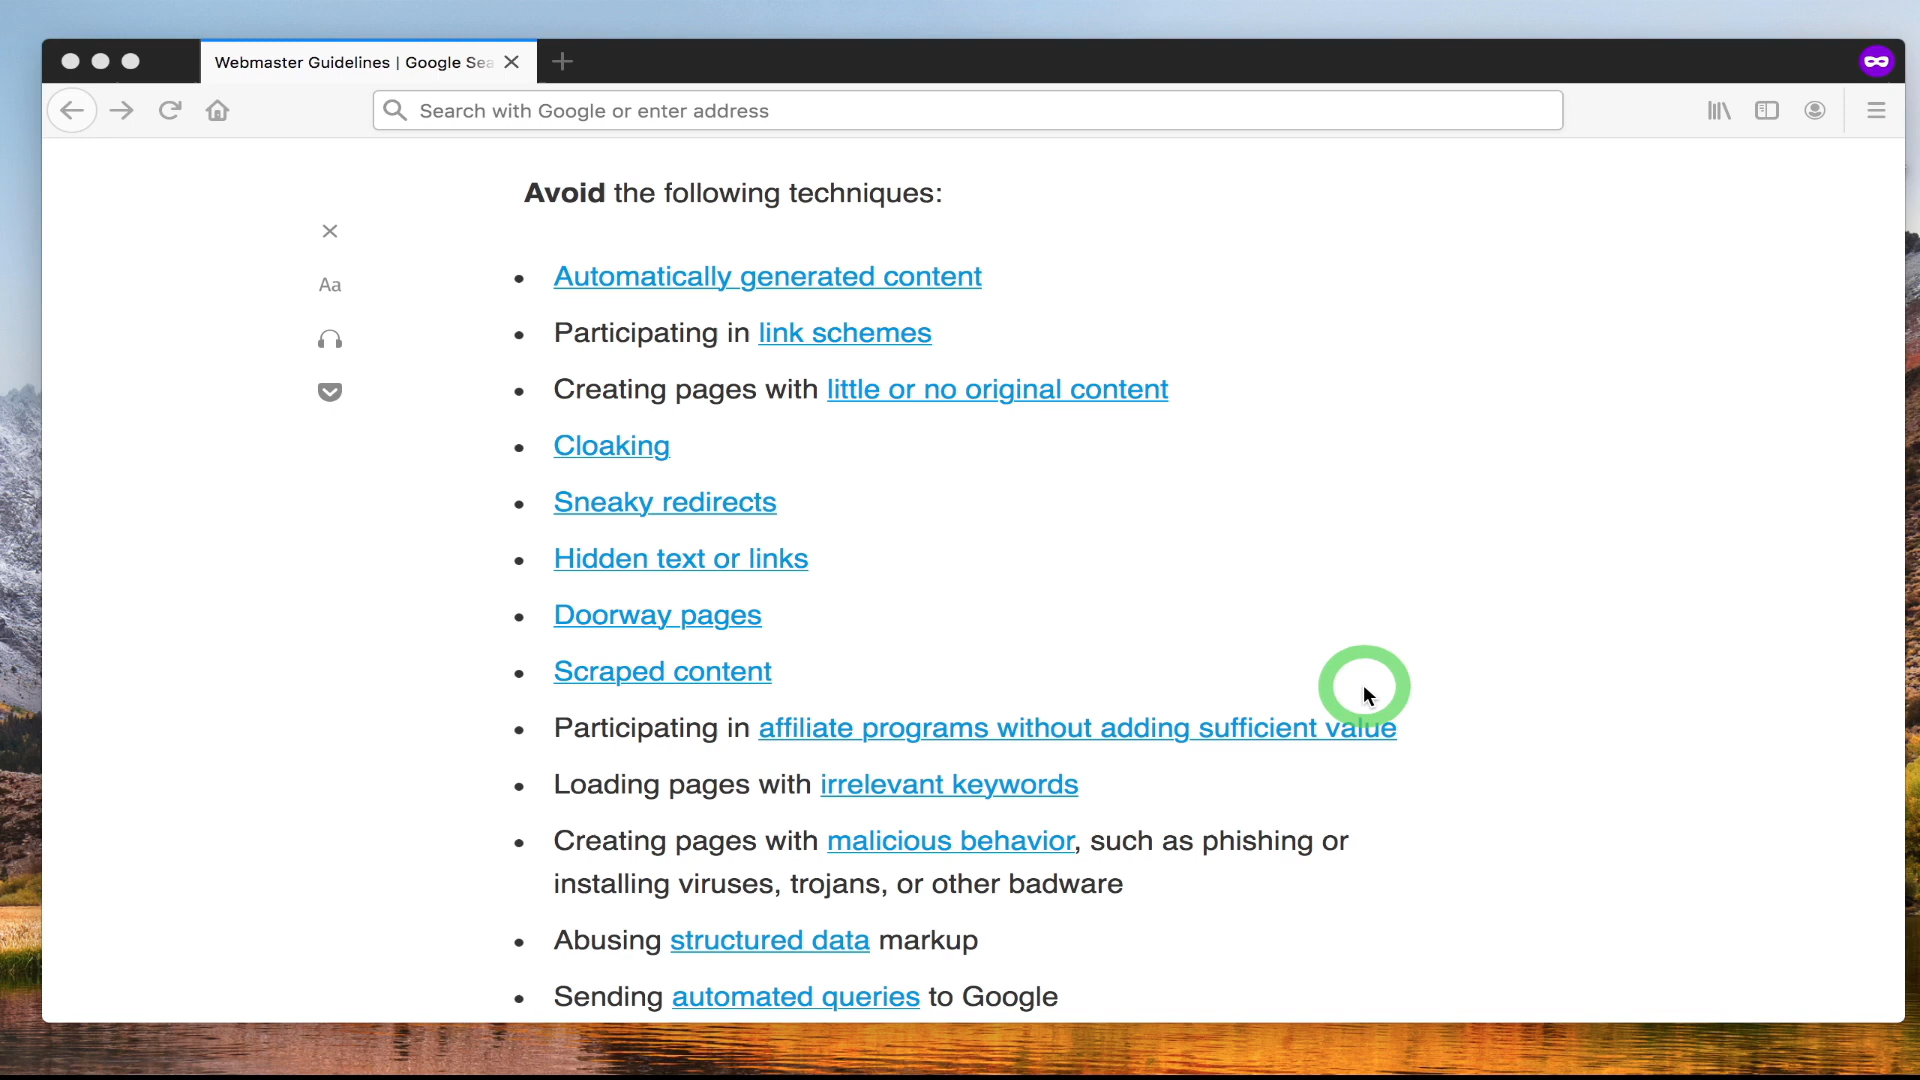 Webmaster Guidelines | Google Sea
Search with Google or enter address
Avoid the following techniques:
Aa
Automatically generated content
Participating in link schemes
Creating pages with little or no original content
Cloaking
Sneaky redirects
Hidden text or links
Doorway pages
Scraped content
Participating in affiliate programs without adding sufficient value
Loading pages with irrelevant keywords
Creating pages with malicious behavior, such as phishing or
installing viruses, trojans, or other badware
Abusing structured data markup
Sending automated queries to Google